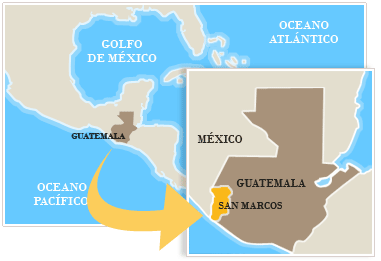 OCEANO
ATLÁNTICO
GOLFO
DE MÉXICO
GUATEMALA
MÉXICO
GUATEMALA
SAN MARCOS
OCEANO
PACÍFICO